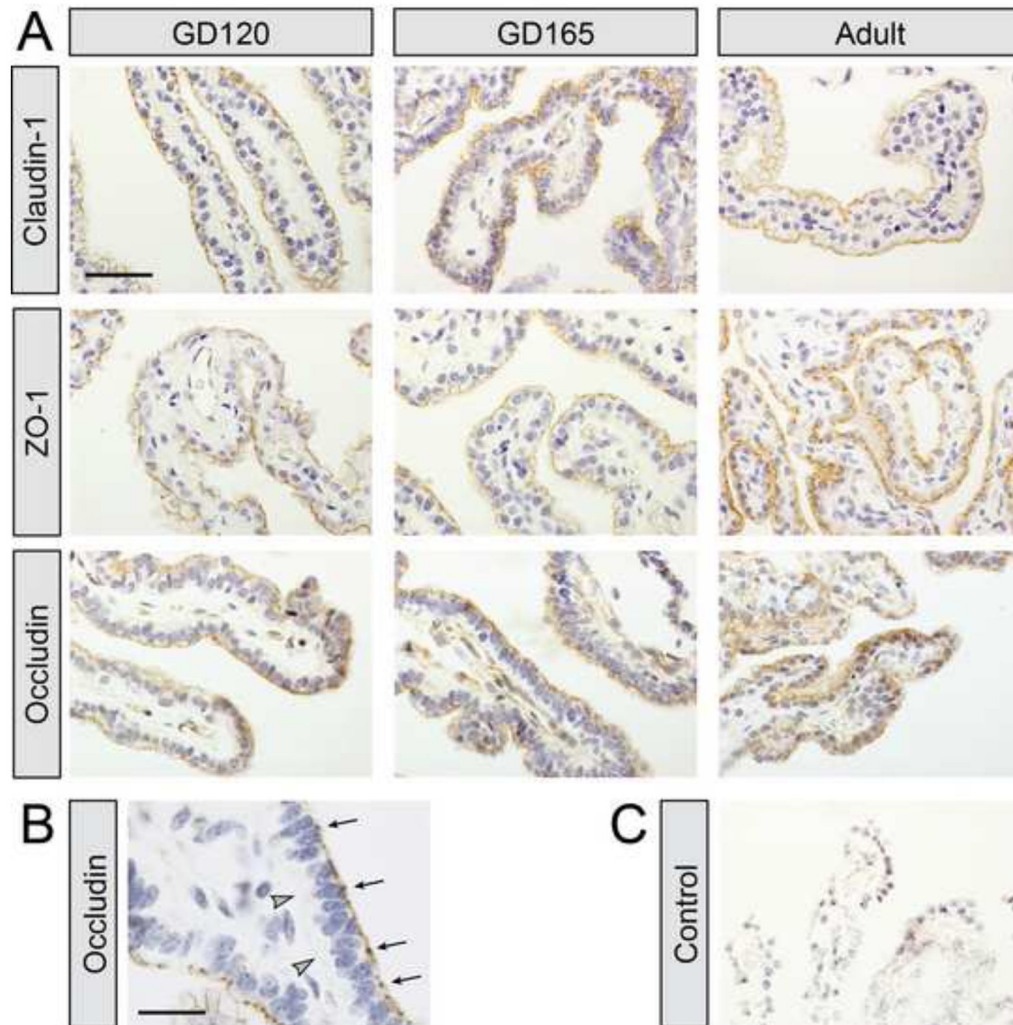 A
GD120
GD165
Adult
Claudin-1
ZO-1
Occludin
B
Occludin
C
Control